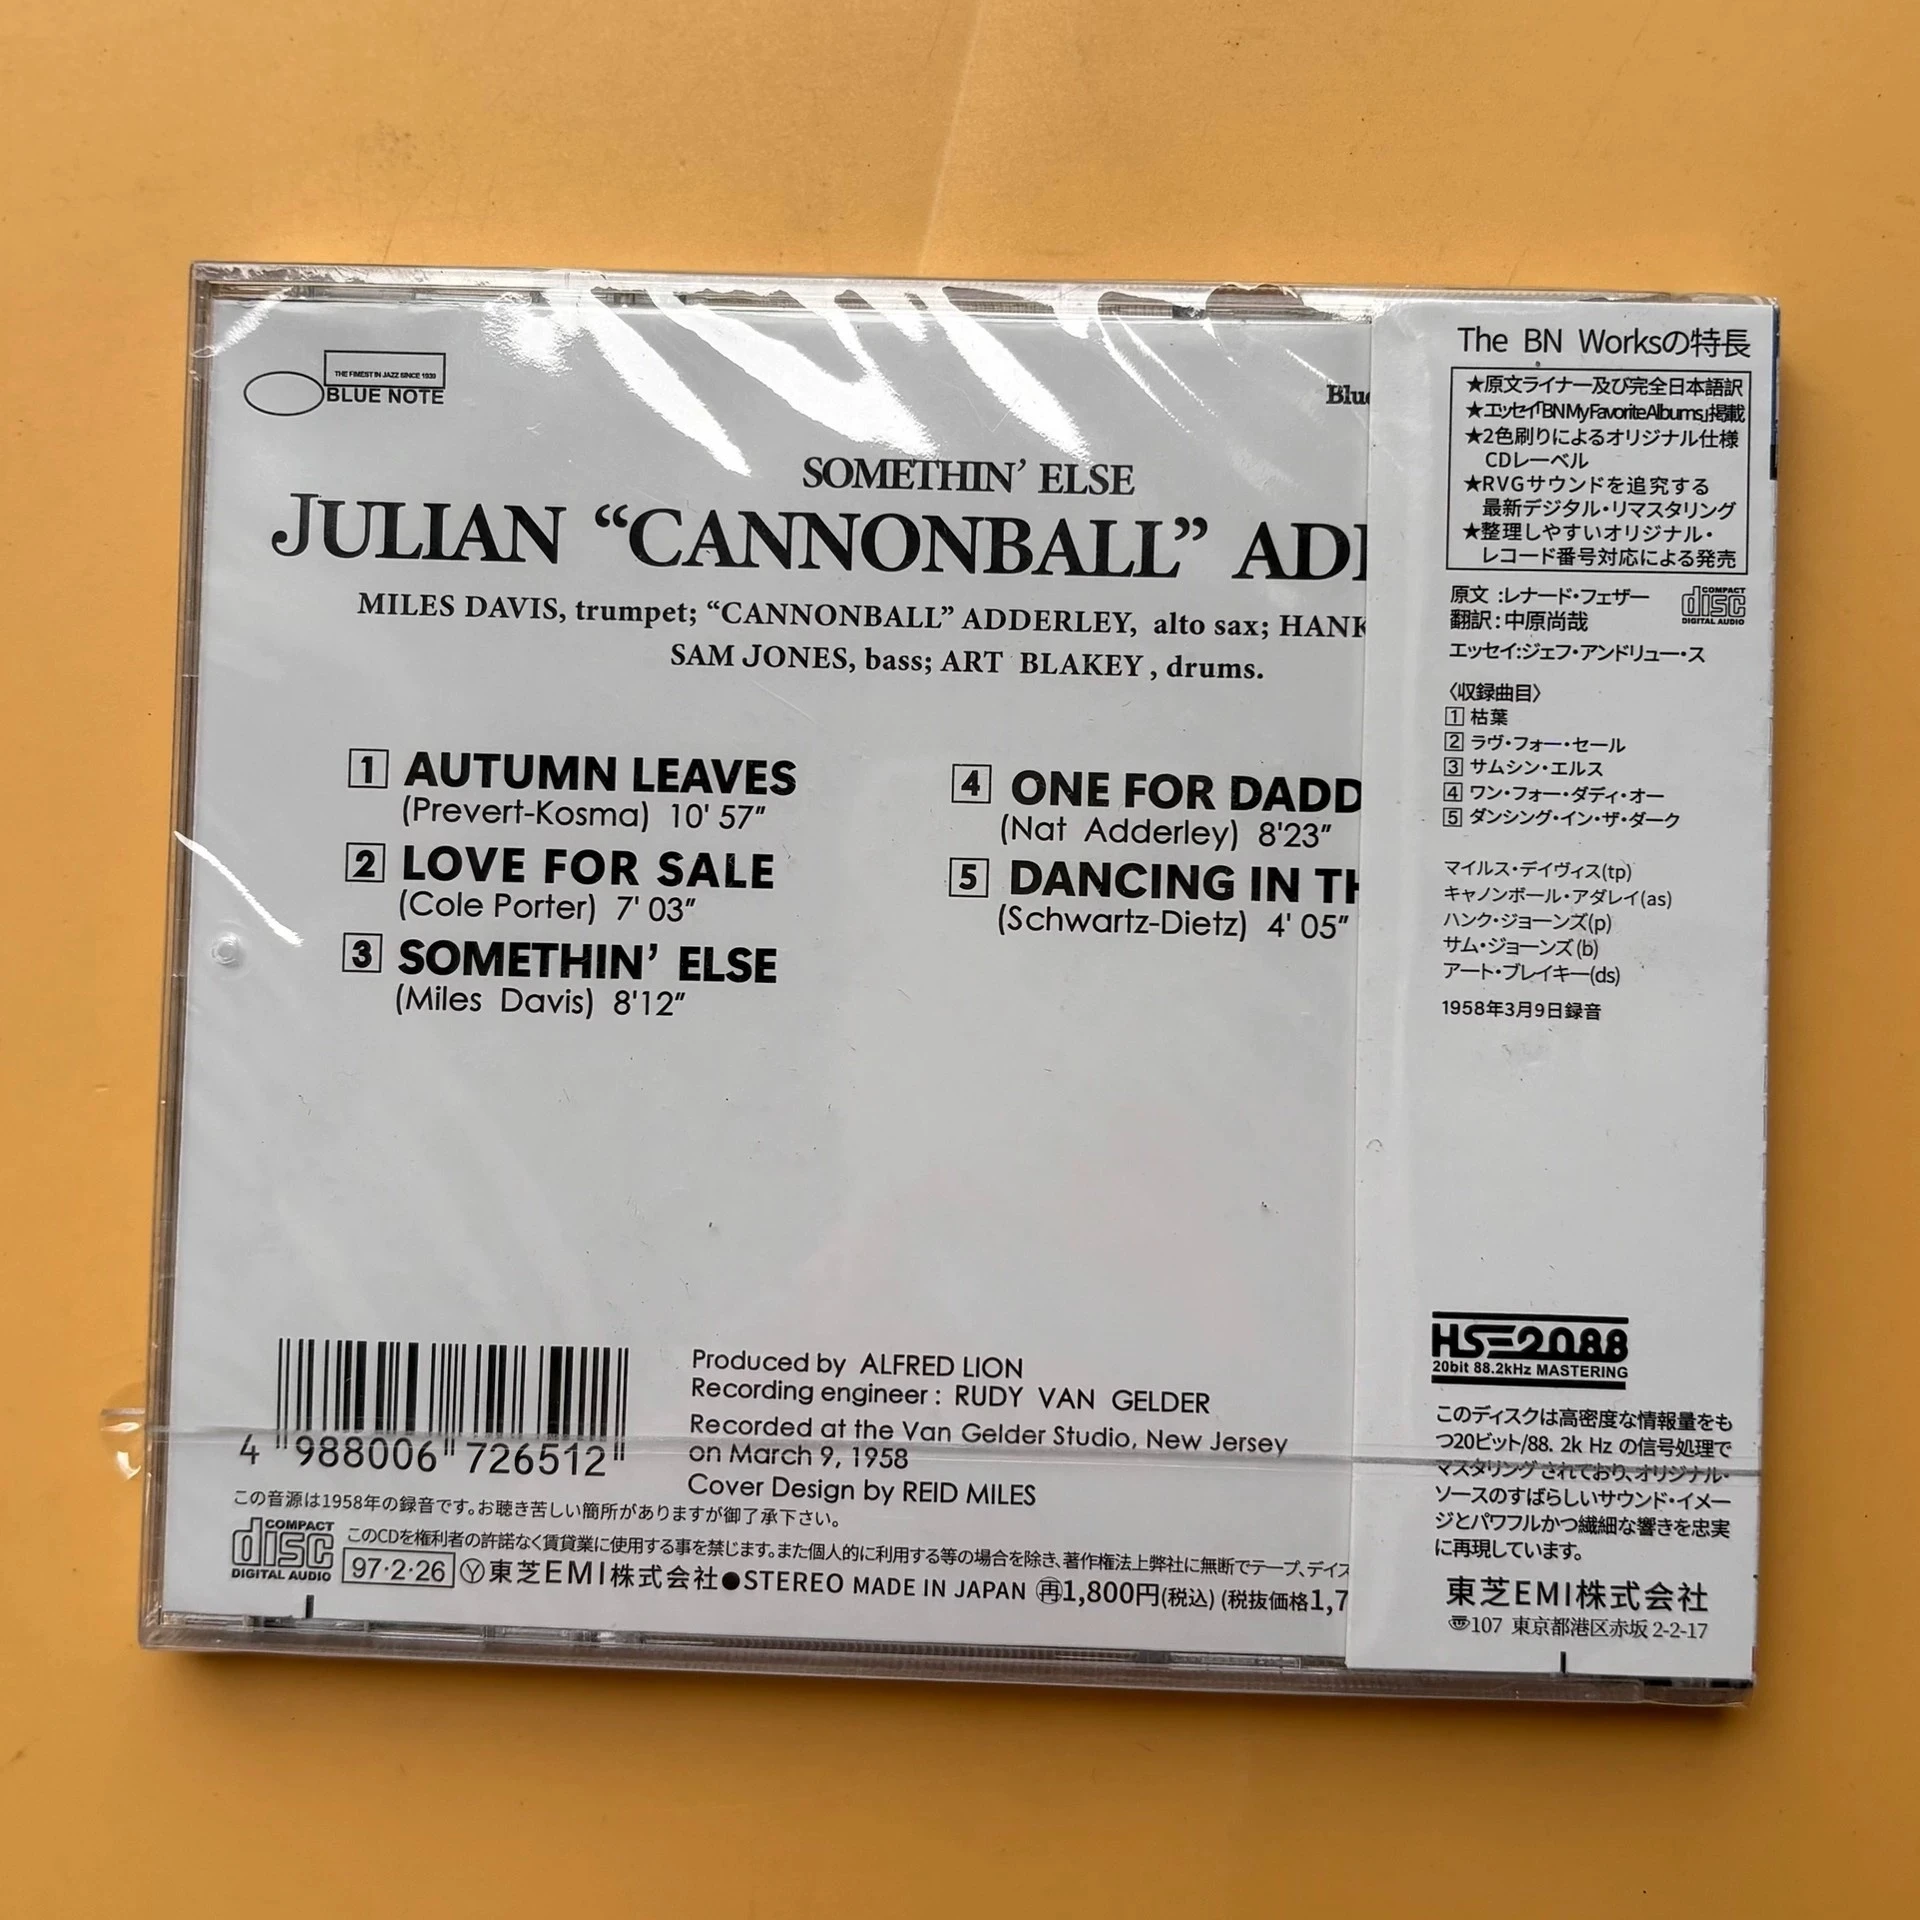 THE FINEST IN JAZZ SINCE 1939
BLUE NOTE
Blue
SOMETHIN' ELSE
JULIAN “CANNONBALL” ADD
MILES DAVIS, trumpet; “CANNONBALL” ADDERLEY, alto sax; HANK
SAM JONES, bass; ART BLAKEY , drums.
1 AUTUMN LEAVES
(Prevert-Kosma) 10' 57”
2 LOVE FOR SALE
(Cole Porter) 7' 03”
3 SOMETHIN' ELSE
(Miles Davis) 8'12”
4 ONE FOR DADD
(Nat Adderley) 8'23”
5 DANCING IN TH
(Schwartz-Dietz) 4' 05”
4 988006 726512
Produced by ALFRED LION
Recording engineer : RUDY VAN GELDER
Recorded at the Van Gelder Studio, New Jersey
on March 9, 1958
Cover Design by REID MILES
この音源は1958年の録音です。お聴き苦しい箇所がありますが御了承下さい。
COMPACT
disc
DIGITAL AUDIO
このCDを権利者の許諾なく賃貸業に使用する事を禁じます。また個人的に利用する等の場合を除き、著作権法上弊社に無断でテープ、デイス
97・2・26 Ⓨ東芝EMI株式会社●STEREO MADE IN JAPAN 再1,800円(税込) (税抜価格1,7
The BN Worksの特長
★原文ライナー及び完全日本語訳
★エッセイ「BN My Favorite Albums」掲載
★2色刷りによるオリジナル仕様
CDレーベル
★RVGサウンドを追究する
最新デジタル・リマスタリング
★整理しやすいオリジナル・
レコード番号対応による発売
原文 :レナード・フェザー
翻訳 : 中原尚哉
COMPACT
disc
DIGITAL AUDIO
エッセイ:ジェフ・アンドリュー・ス
〈収録曲目〉
1 枯葉
2 ラヴ・フォー・セール
3 サムシン・エルス
4 ワン・フォー・ダディ・オー
5 ダンシング・イン・ザ・ダーク
マイルス・デイヴィス(tp)
キャノンボール・アダレイ(as)
ハンク・ジョーンズ(p)
サム・ジョーンズ(b)
アート・ブレイキー(ds)
1958年3月9日録音
HS2088
20bit 88.2kHz MASTERING
このディスクは高密度な情報量をも
つ20ビット/88. 2k Hz の信号処理で
マスタリングされており、オリジナル・
ソースのすばらしいサウンド・イメー
ジとパワフルかつ繊細な響きを忠実
に再現しています。
東芝EMI株式会社
107 東京都港区赤坂 2-2-17